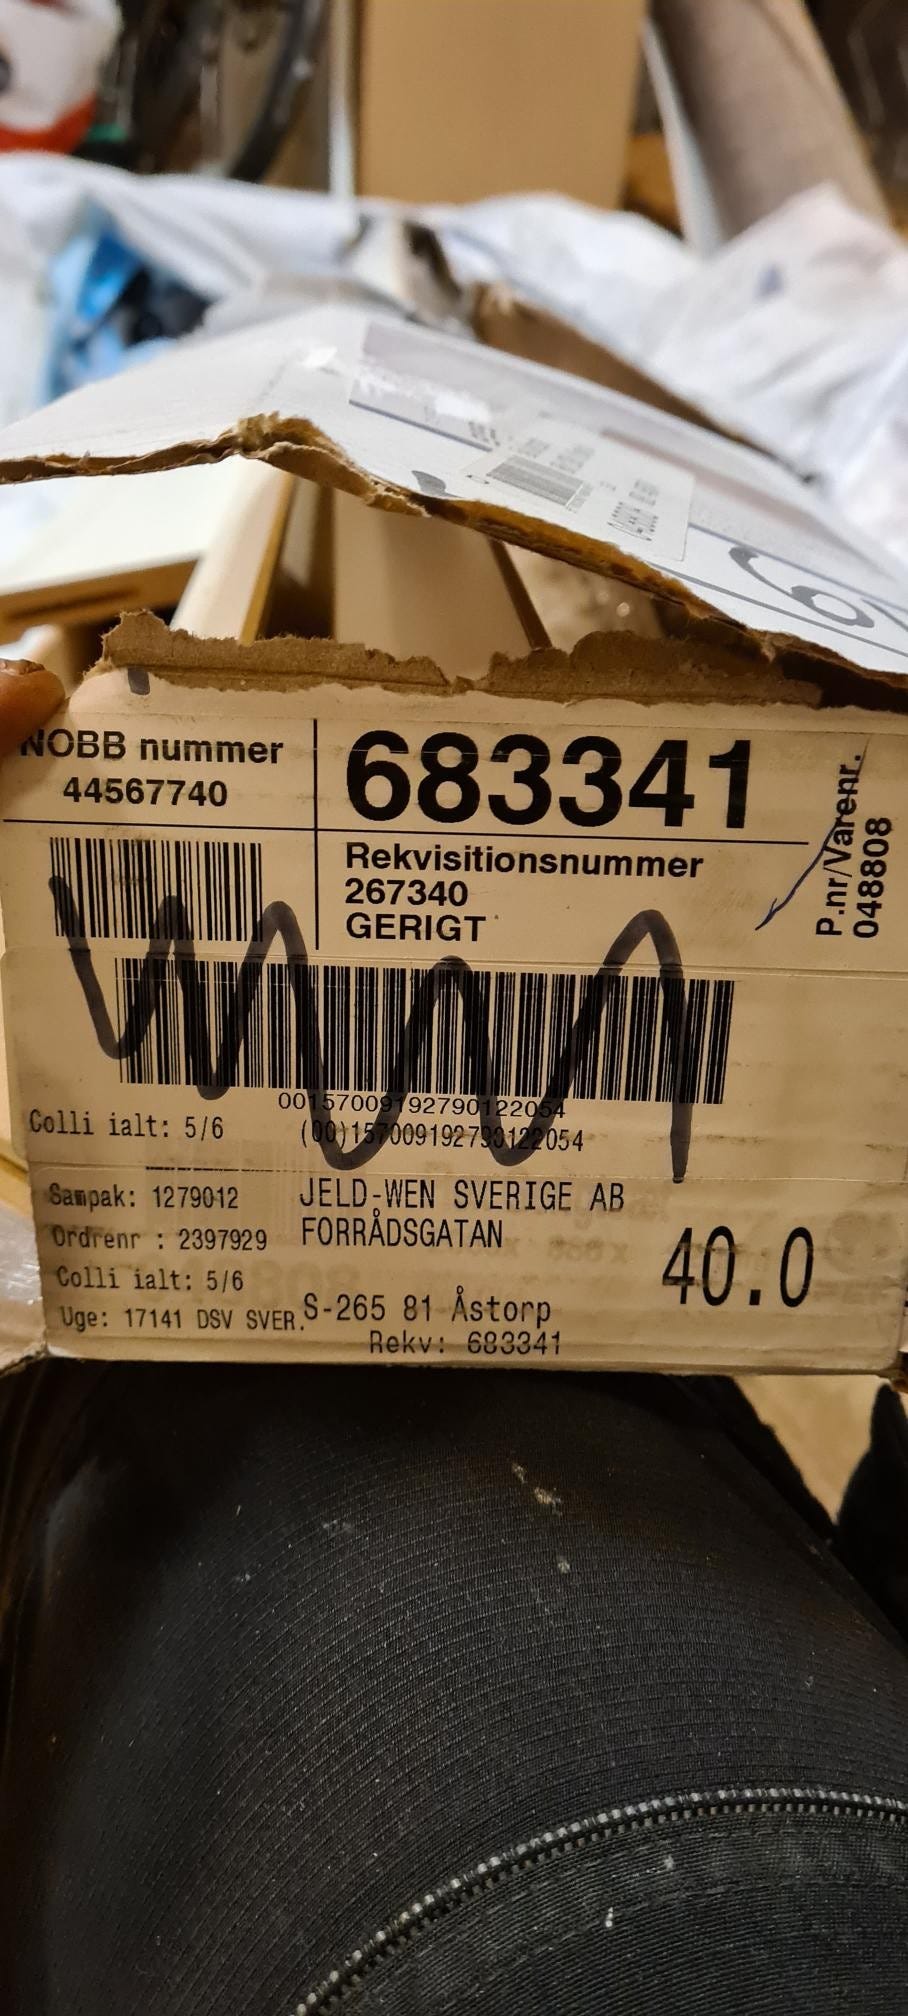 NOBB nummer
44567740
683341
Rekvisitionsnummer
267340
GERIGT
P.nr/Varenr.
048808
00157009192790122054
(00)157009192790122054
Colli ialt: 5/6
Sampak: 1279012
JELD-WEN SVERIGE AB
Ordrenr : 2397929
FORRÅDSGATAN
40.0
Colli ialt: 5/6
Uge: 17141 DSV SVER.
S-265 81 Åstorp
Rekv: 683341